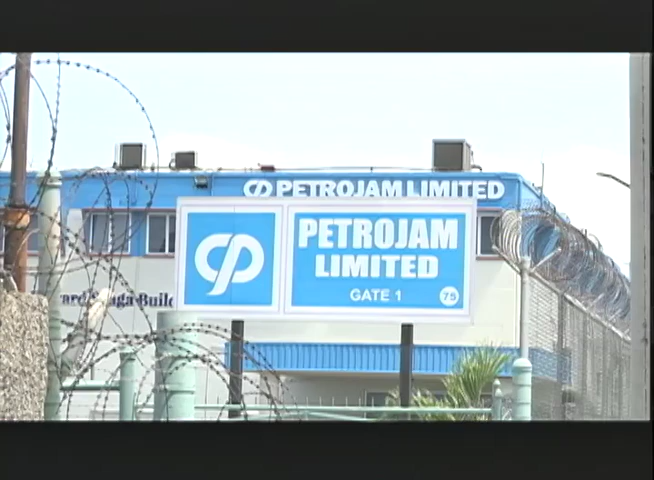 PETROJAM LIMITED
PETROJAM
LIMITED
GATE 1
75